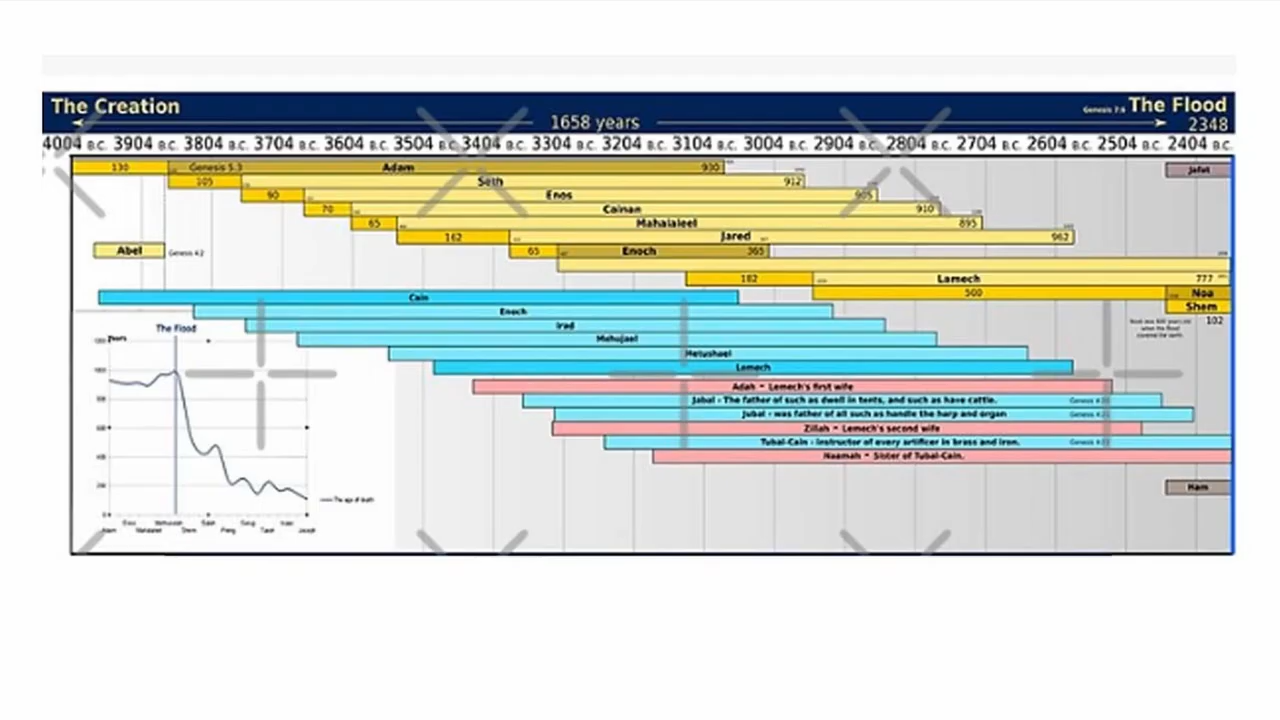 The Creation
Genesis 7:6 The Flood
1658 years
2348
4004 B.C. 3904 B.C. 3804 B.C. 3704 B.C. 3604 B.C. 3504 B.C. 3404 B.C. 3304 B.C. 3204 B.C. 3104 B.C. 3004 B.C. 2904 B.C. 2804 B.C. 2704 B.C. 2604 B.C. 2504 B.C. 2404 B.C.
130 Genesis 5.3 Adam 930
Jafat
105 Seth 912
90 Enos 905
70 Cainan 910
65 Mahalaleel 895
162 Jared 962
Abel Genesis 4:2
65 Enoch 365
182 Lamech 777
500 Noa
Cain
Shem
Enoch
102
Irad
The Flood
Mehujael
Metushael
Lemech
Adah - Lemech's first wife
Jabal - The father of such as dwell in tents, and such as have cattle.
Jubal - was father of all such as handle the harp and organ
Zillah - Lemech's second wife
Tubal-Cain - instructor of every artificer in brass and iron.
Naamah - Sister of Tubal-Cain.
Ham
The age of death